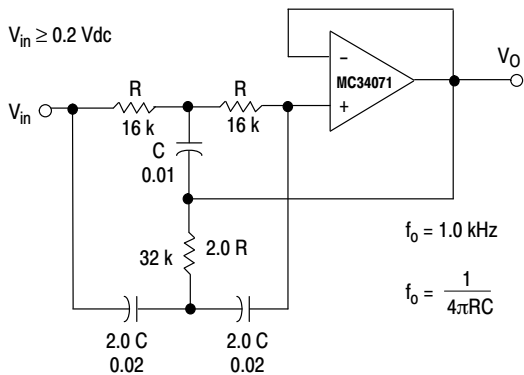 V_in ≥ 0.2 Vdc
V_in
R
16 k
R
16 k
−
+
MC34071
V_O
C
0.01
32 k
2.0 R
2.0 C
0.02
2.0 C
0.02
f_o = 1.0 kHz
f_o = 1 / 4πRC